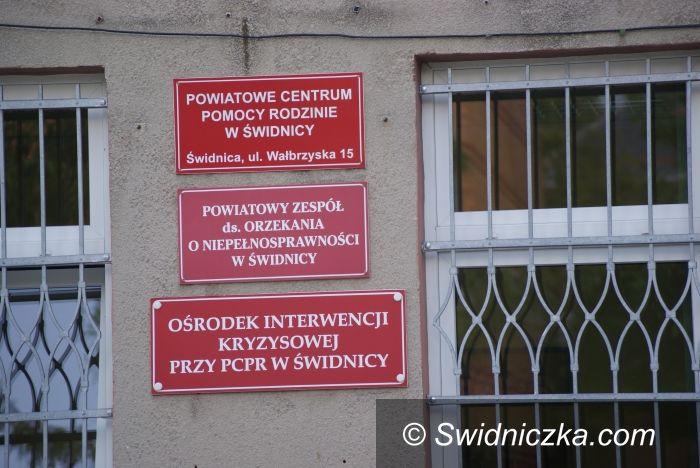 POWIATOWE CENTRUM
POMOCY RODZINIE
W ŚWIDNICY
Świdnica, ul. Wałbrzyska 15
POWIATOWY ZESPÓŁ
ds. ORZEKANIA
O NIEPEŁNOSPRAWNOŚCI
W ŚWIDNICY
OŚRODEK INTERWENCJI
KRYZYSOWEJ
PRZY PCPR W ŚWIDNICY
© Swidniczka.com